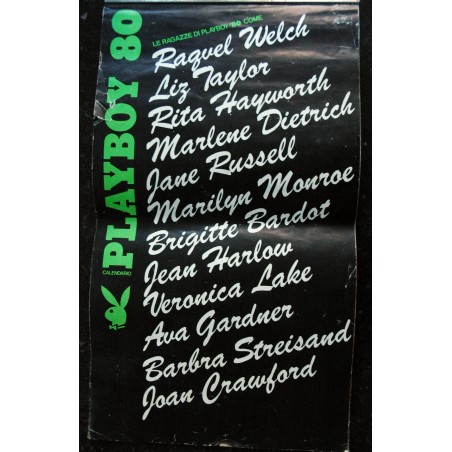 CALENDARIO
PLAYBOY 80
LE RAGAZZE DI PLAYBOY '80 COME
Raqvel Welch
Liz Taylor
Rita Hayworth
Marlene Dietrich
Jane Russell
Marilyn Monroe
Brigitte Bardot
Jean Harlow
Veronica Lake
Ava Gardner
Barbra Streisand
Joan Crawford